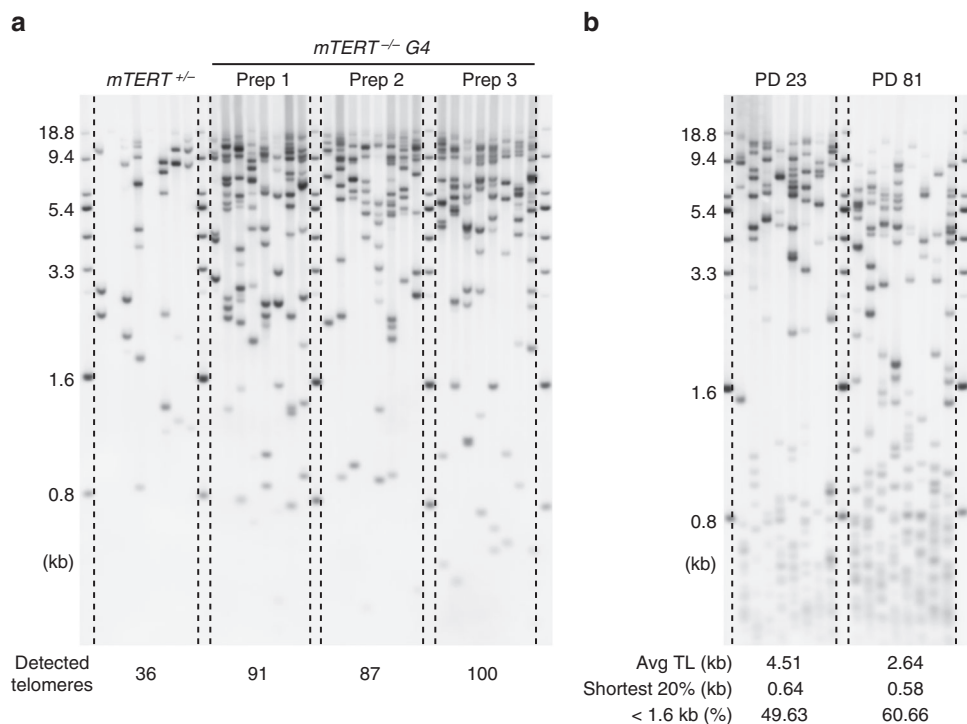 a
mTERT–/– G4
mTERT+/– Prep 1 Prep 2 Prep 3
18.8
9.4
5.4
3.3
1.6
0.8
(kb)
Detected telomeres 36 91 87 100
b
PD 23 PD 81
18.8
9.4
5.4
3.3
1.6
0.8
(kb)
Avg TL (kb) 4.51 2.64
Shortest 20% (kb) 0.64 0.58
< 1.6 kb (%) 49.63 60.66